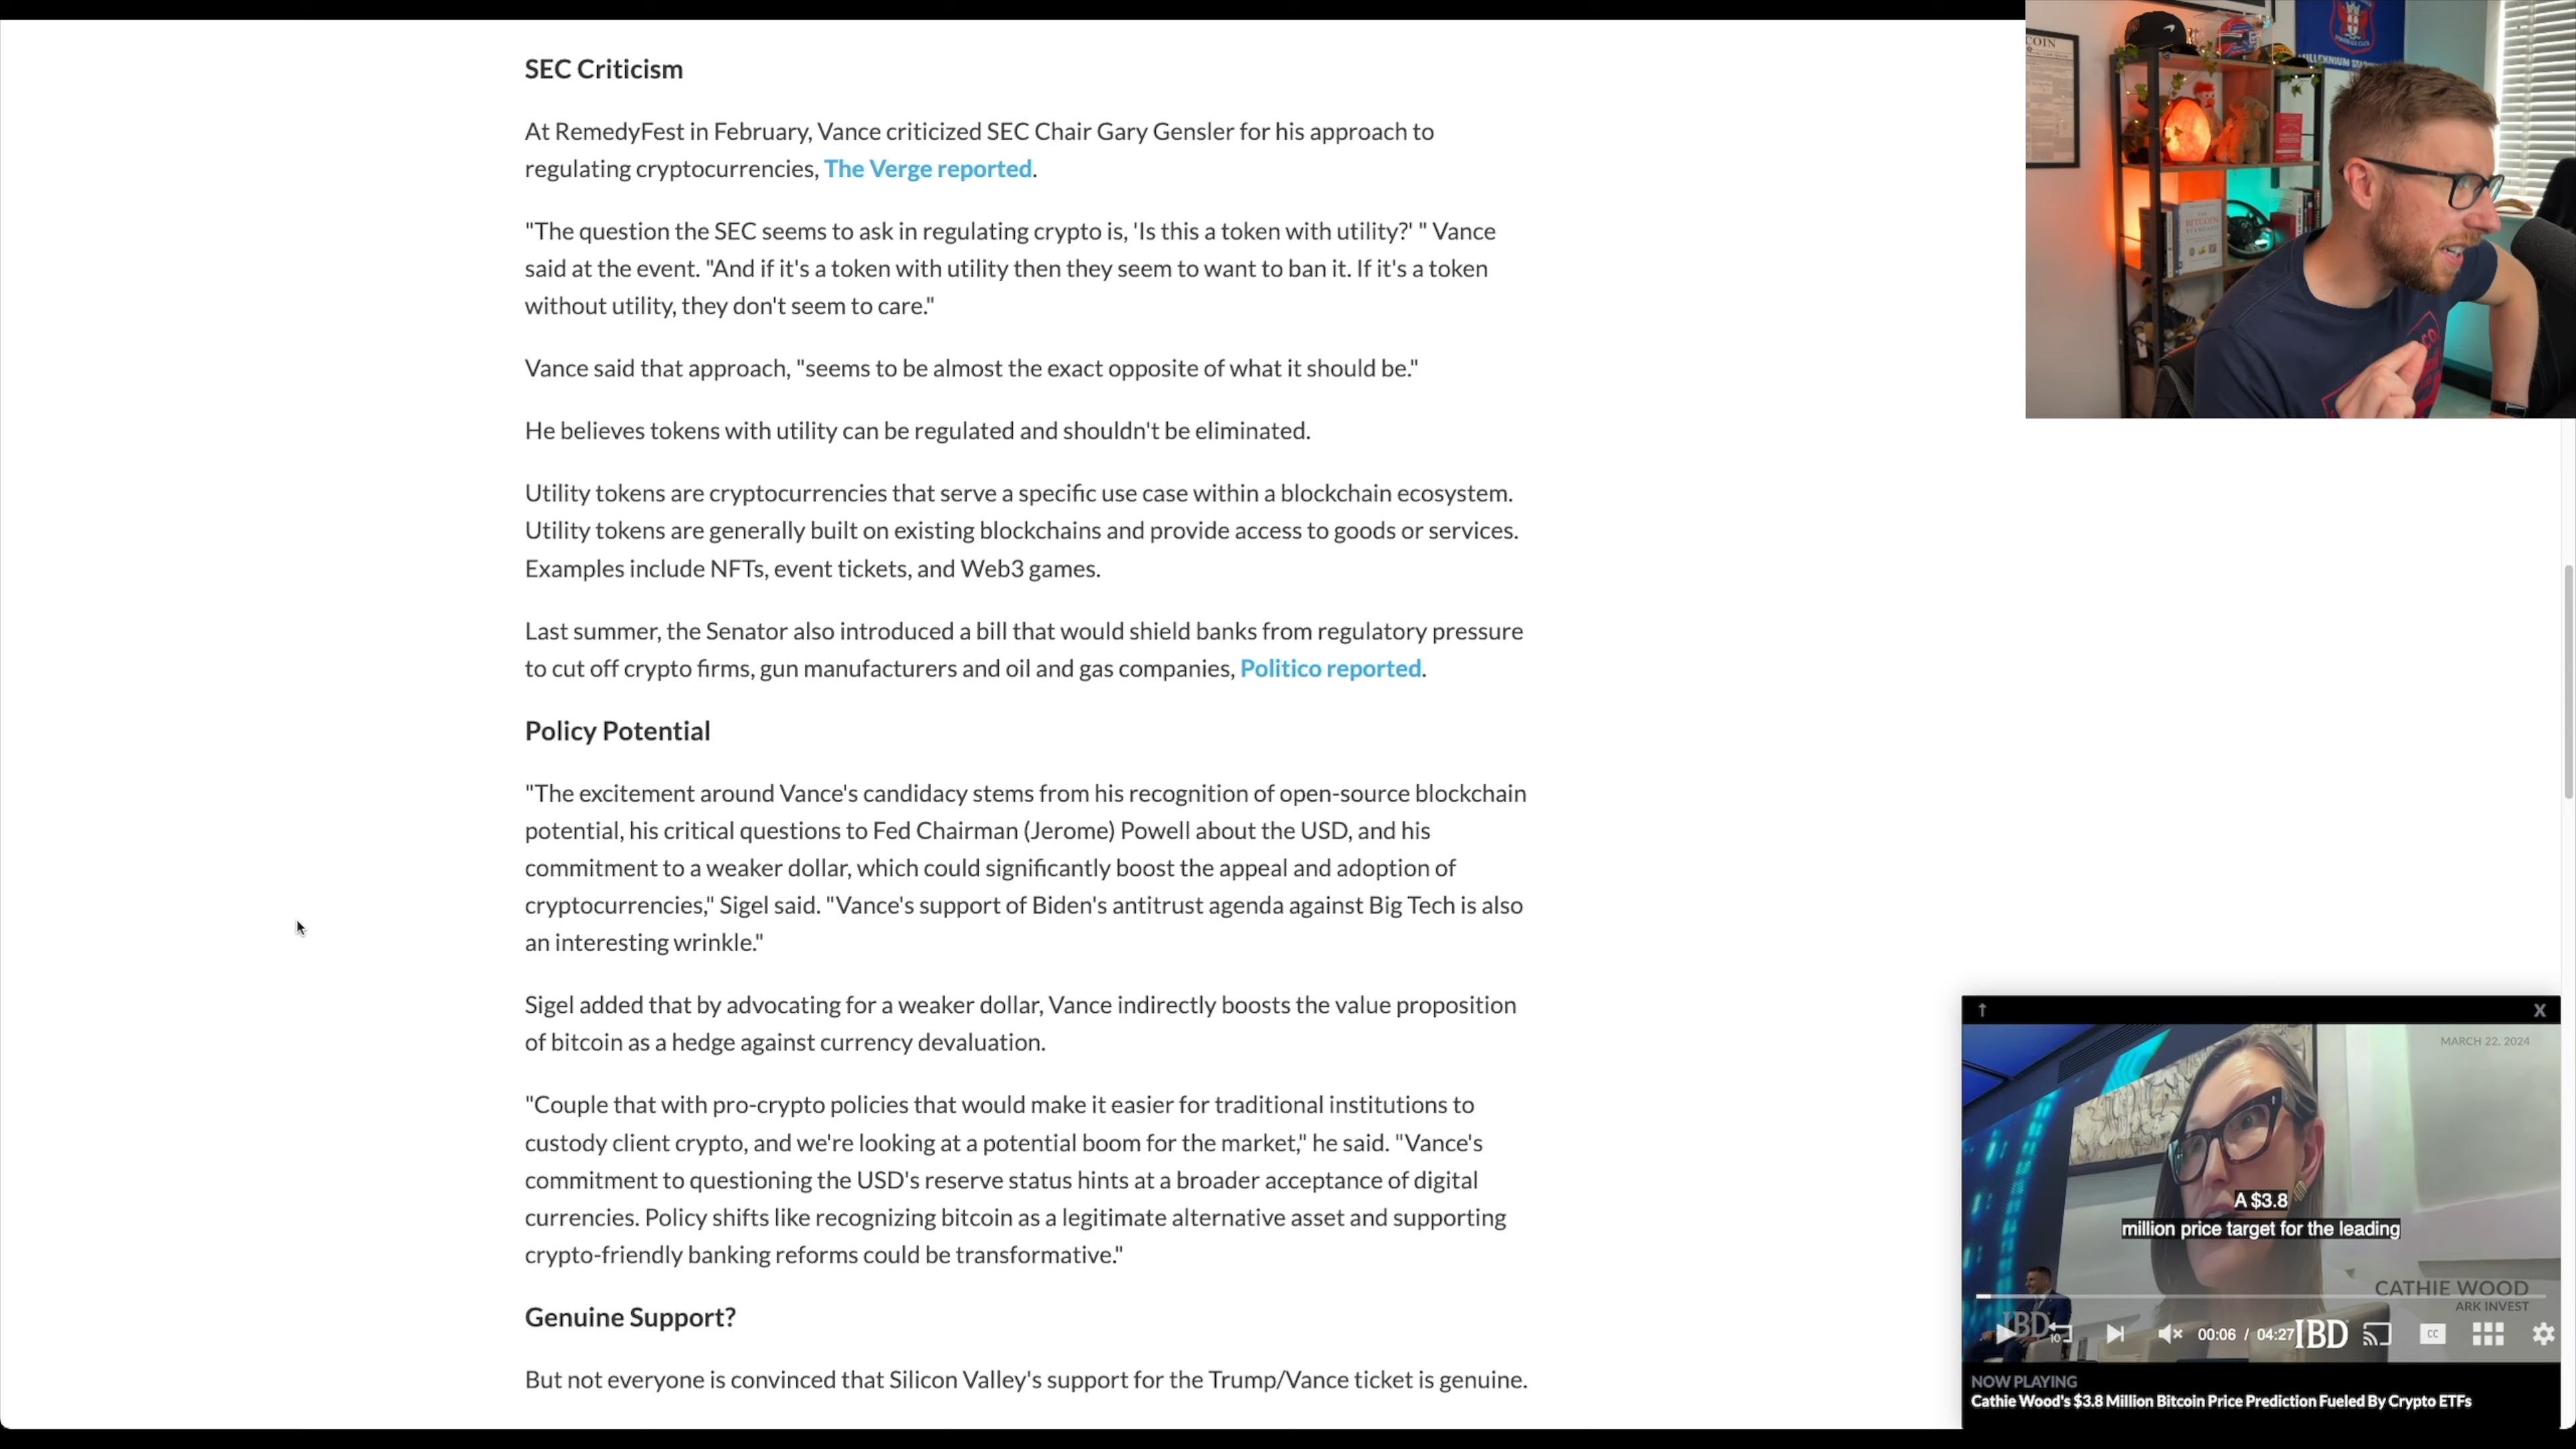 SEC Criticism
At RemedyFest in February, Vance criticized SEC Chair Gary Gensler for his approach to
regulating cryptocurrencies, The Verge reported.
"The question the SEC seems to ask in regulating crypto is, 'Is this a token with utility?' " Vance
said at the event. "And if it's a token with utility then they seem to want to ban it. If it's a token
without utility, they don't seem to care."
Vance said that approach, "seems to be almost the exact opposite of what it should be."
He believes tokens with utility can be regulated and shouldn't be eliminated.
Utility tokens are cryptocurrencies that serve a specific use case within a blockchain ecosystem.
Utility tokens are generally built on existing blockchains and provide access to goods or services.
Examples include NFTs, event tickets, and Web3 games.
Last summer, the Senator also introduced a bill that would shield banks from regulatory pressure
to cut off crypto firms, gun manufacturers and oil and gas companies, Politico reported.
Policy Potential
"The excitement around Vance's candidacy stems from his recognition of open-source blockchain
potential, his critical questions to Fed Chairman (Jerome) Powell about the USD, and his
commitment to a weaker dollar, which could significantly boost the appeal and adoption of
cryptocurrencies," Sigel said. "Vance's support of Biden's antitrust agenda against Big Tech is also
an interesting wrinkle."
Sigel added that by advocating for a weaker dollar, Vance indirectly boosts the value proposition
of bitcoin as a hedge against currency devaluation.
"Couple that with pro-crypto policies that would make it easier for traditional institutions to
custody client crypto, and we're looking at a potential boom for the market," he said. "Vance's
commitment to questioning the USD's reserve status hints at a broader acceptance of digital
currencies. Policy shifts like recognizing bitcoin as a legitimate alternative asset and supporting
crypto-friendly banking reforms could be transformative."
Genuine Support?
But not everyone is convinced that Silicon Valley's support for the Trump/Vance ticket is genuine.
COIN
MILLENNIUM
BITCOIN
X
MARCH 22, 2024
A $3.8
million price target for the leading
CATHIE WOOD
ARK INVEST
IBD
10
00:06 / 04:27
IBD
CC
NOW PLAYING
Cathie Wood's $3.8 Million Bitcoin Price Prediction Fueled By Crypto ETFs